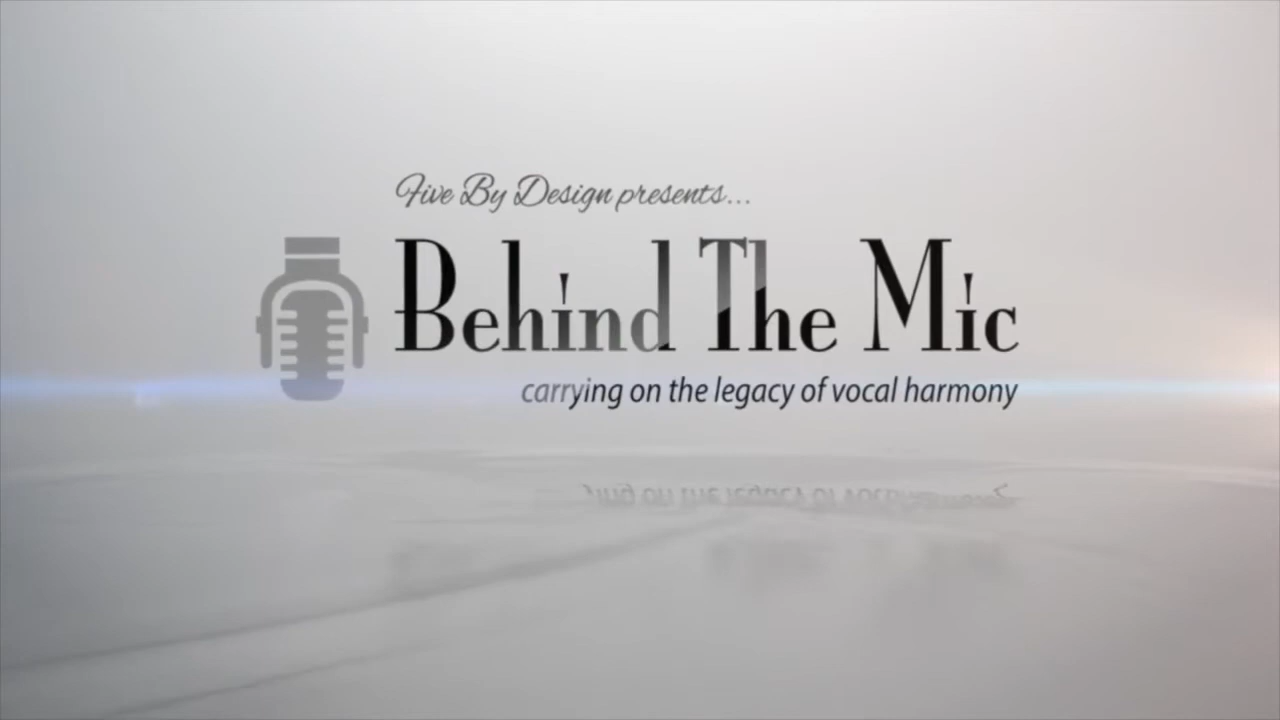 Five By Design presents...
Behind The Mic
carrying on the legacy of vocal harmony